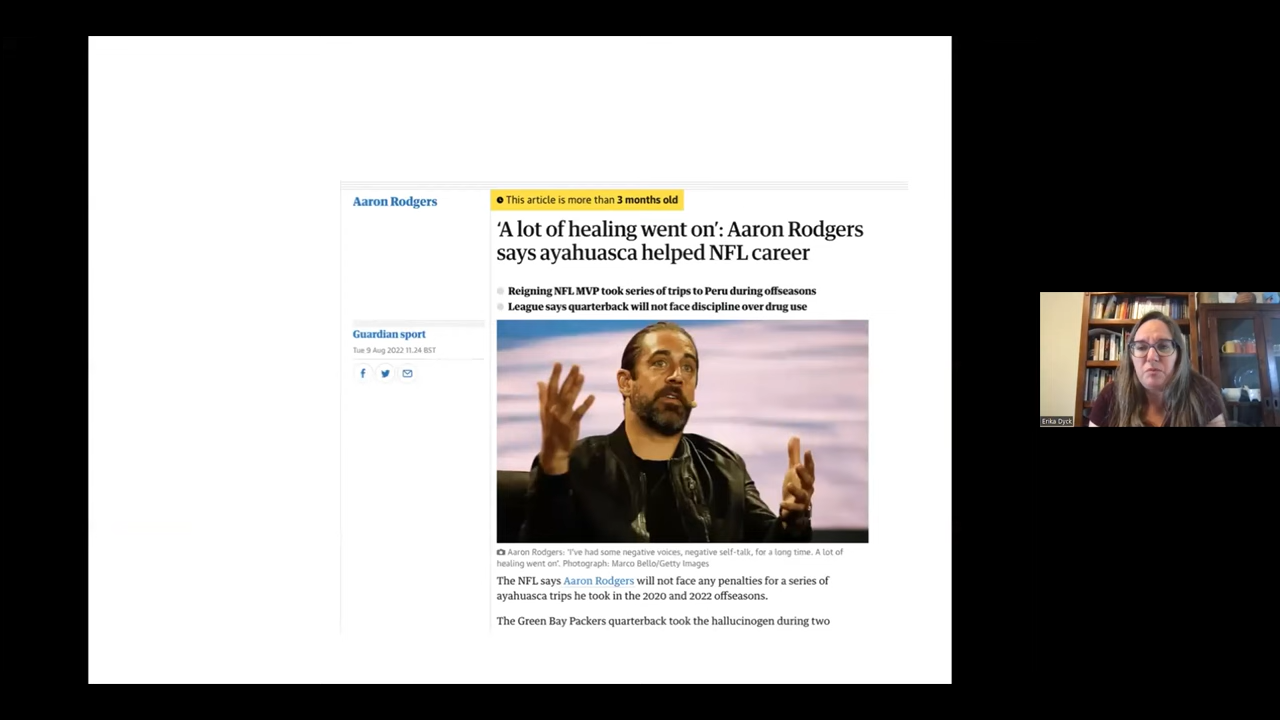 Aaron Rodgers
This article is more than 3 months old
‘A lot of healing went on’: Aaron Rodgers
says ayahuasca helped NFL career
Reigning NFL MVP took series of trips to Peru during offseasons
League says quarterback will not face discipline over drug use
Guardian sport
Tue 9 Aug 2022 11.24 BST
Aaron Rodgers: ‘I’ve had some negative voices, negative self-talk, for a long time. A lot of
healing went on’. Photograph: Marco Bello/Getty Images
The NFL says Aaron Rodgers will not face any penalties for a series of
ayahuasca trips he took in the 2020 and 2022 offseasons.
The Green Bay Packers quarterback took the hallucinogen during two
Erika Dyck